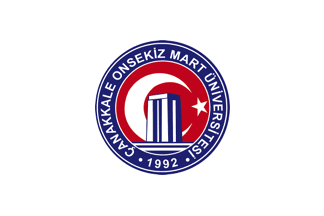 ÇANAKKALE ONSEKİZ MART ÜNİVERSİTESİ
• 1992 •